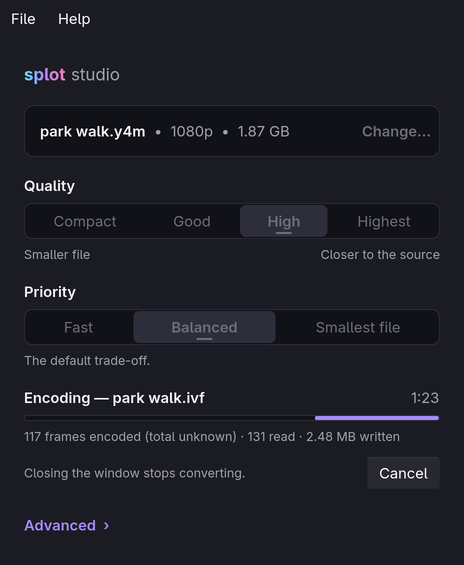 File Help
splot studio
park walk.y4m • 1080p • 1.87 GB Change...
Quality
Compact Good High Highest
Smaller file Closer to the source
Priority
Fast Balanced Smallest file
The default trade-off.
Encoding — park walk.ivf 1:23
117 frames encoded (total unknown) · 131 read · 2.48 MB written
Closing the window stops converting. Cancel
Advanced ›